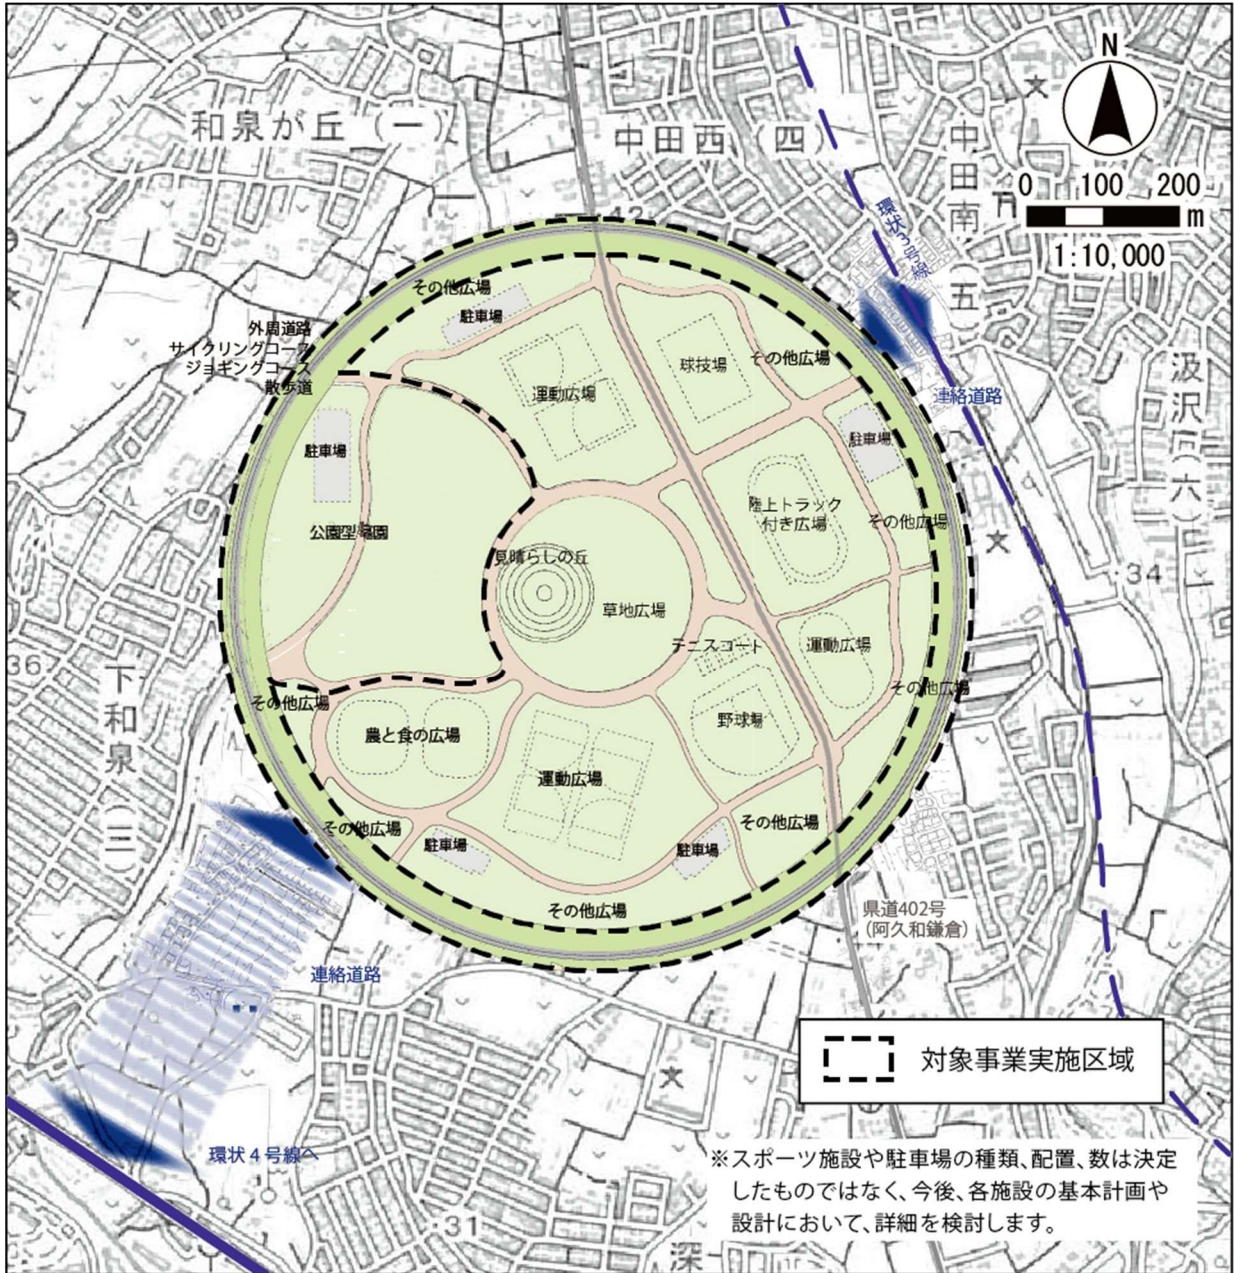 N
0 100 200
m
1:10,000
和泉が丘(一)
中田西(四)
中田南(五)
環状3号線
42
その他広場
駐車場
外周道路
サイクリングコース
ジョギングコース
散歩道
運動広場
球技場
その他広場
連絡道路
汲沢(六)
駐車場
駐車場
陸上トラック
付き広場
その他広場
公園型墓園
見晴らしの丘
草地広場
34
テニスコート
運動広場
36
下和泉(三)
その他広場
その他広場
野球場
農と食の広場
運動広場
その他広場
その他広場
駐車場
駐車場
その他広場
県道402号
(阿久和鎌倉)
連絡道路
対象事業実施区域
環状4号線へ
※スポーツ施設や駐車場の種類、配置、数は決定
したものではなく、今後、各施設の基本計画や
設計において、詳細を検討します。
31
深